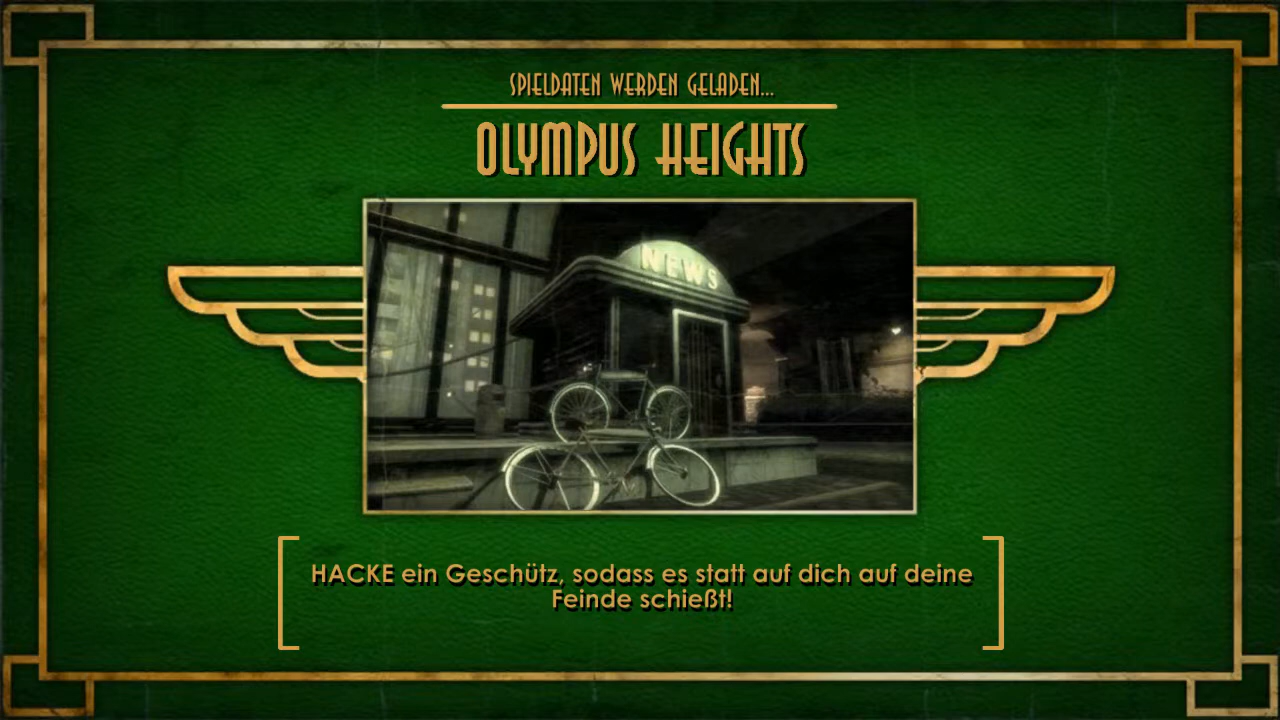 SPIELDATEN WERDEN GELADEN...
OLYMPUS HEIGHTS
NEWS
HACKE ein Geschütz, sodass es statt auf dich auf deine
Feinde schießt!